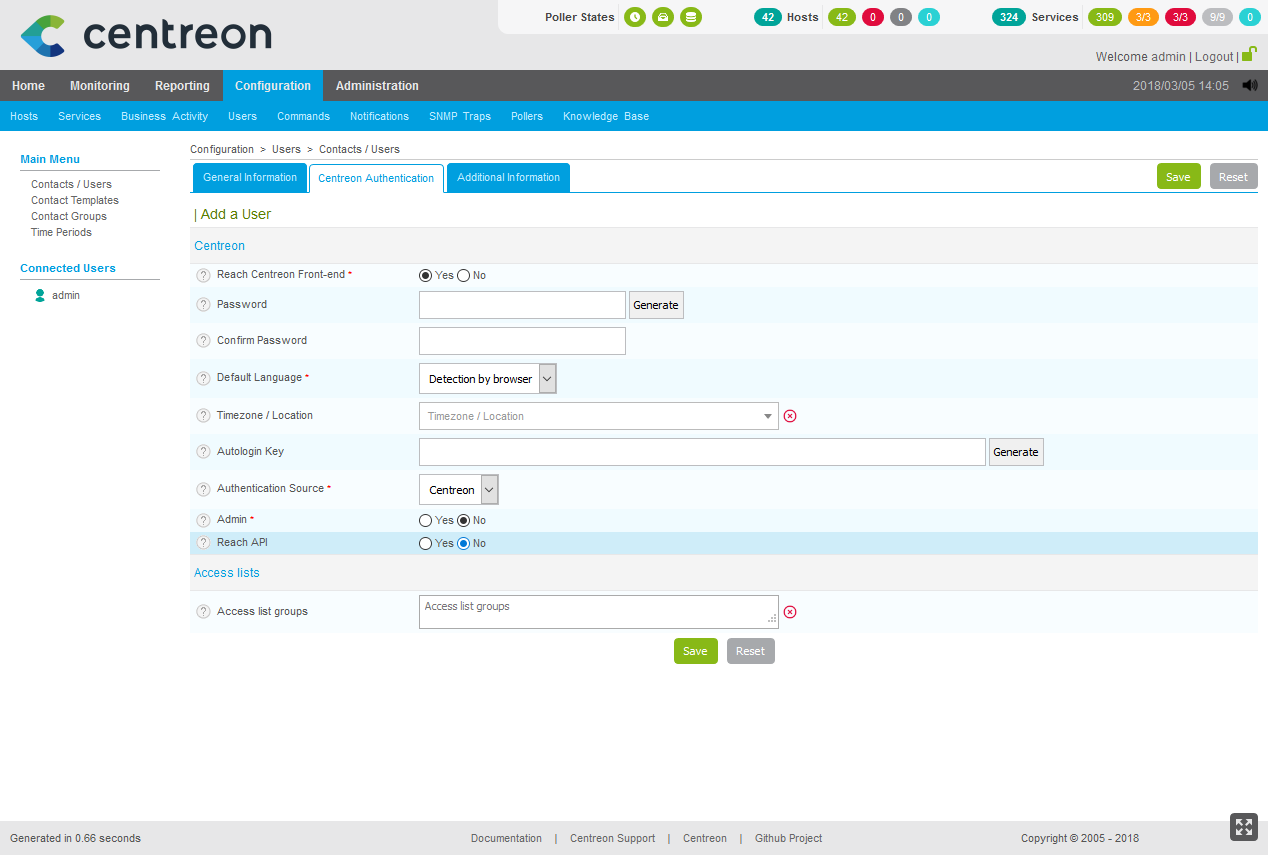 centreon
Poller States 42 Hosts 42 0 0 0 324 Services 309 3/3 3/3 9/9 0
Welcome admin | Logout |
Home Monitoring Reporting Configuration Administration 2018/03/05 14:05
Hosts Services Business Activity Users Commands Notifications SNMP Traps Pollers Knowledge Base
Main Menu
Contacts / Users
Contact Templates
Contact Groups
Time Periods
Connected Users
admin
Configuration > Users > Contacts / Users
General Information Centreon Authentication Additional Information Save Reset
| Add a User
Centreon
? Reach Centreon Front-end * Yes No
? Password Generate
? Confirm Password
? Default Language * Detection by browser
? Timezone / Location Timezone / Location
? Autologin Key Generate
? Authentication Source * Centreon
? Admin * Yes No
? Reach API Yes No
Access lists
? Access list groups Access list groups
Save Reset
Generated in 0.66 seconds Documentation | Centreon Support | Centreon | Github Project Copyright © 2005 - 2018